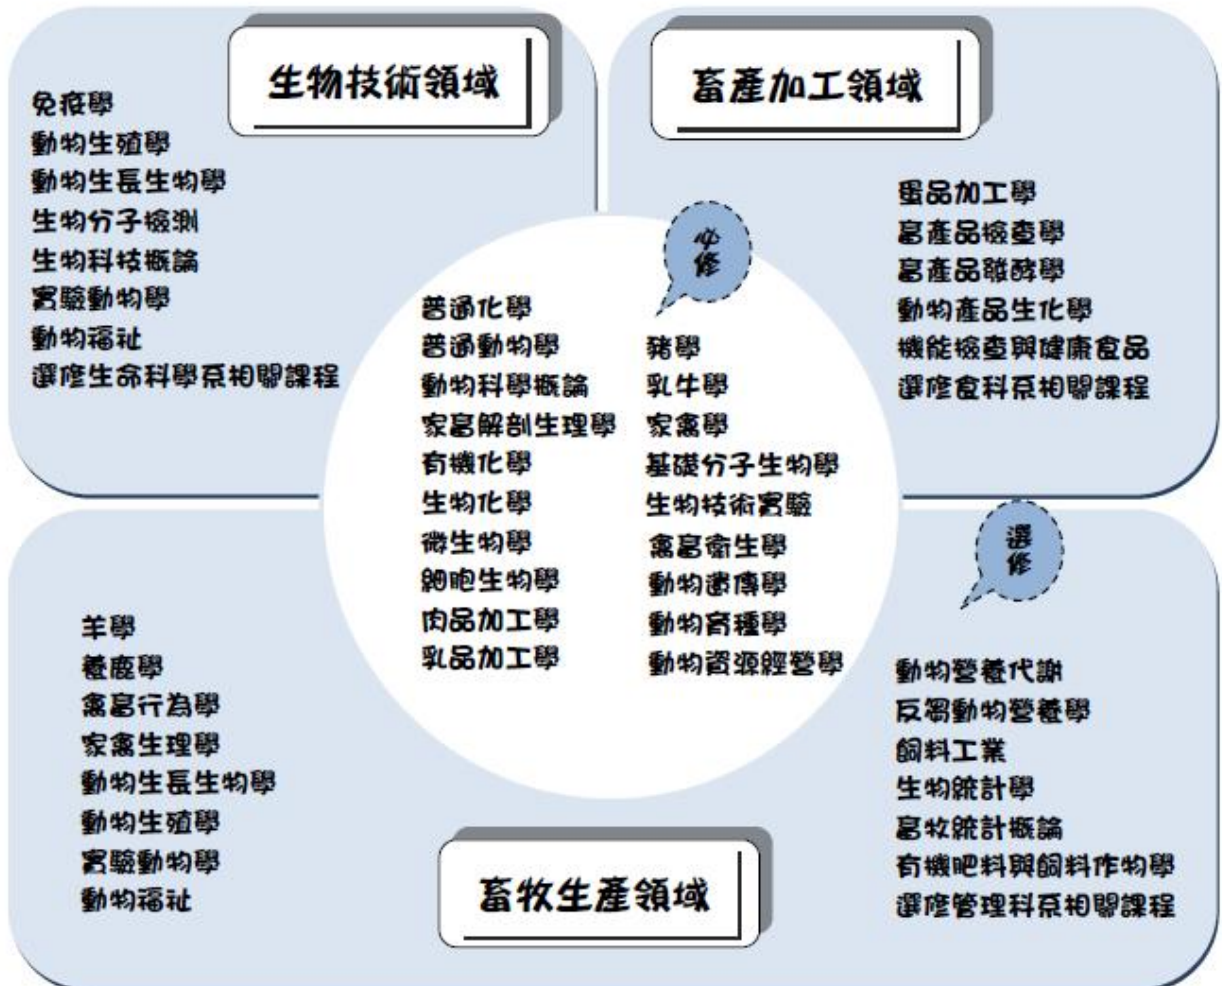 生物技術領域
免疫學
動物生殖學
動物生長生物學
生物分子檢測
生物科技概論
實驗動物學
動物福祉
選修生命科學系相關課程
畜產加工領域
蛋品加工學
畜產品檢查學
畜產品發酵學
動物產品生化學
機能檢查與健康食品
選修食科系相關課程
必修
普通化學
普通動物學
動物科學概論
家畜解剖生理學
有機化學
生物化學
微生物學
細胞生物學
肉品加工學
乳品加工學
豬學
乳牛學
家禽學
基礎分子生物學
生物技術實驗
禽畜衛生學
動物遺傳學
動物育種學
動物資源經營學
選修
羊學
養鹿學
禽畜行為學
家禽生理學
動物生長生物學
動物生殖學
實驗動物學
動物福祉
畜牧生產領域
動物營養代謝
反芻動物營養學
飼料工業
生物統計學
畜牧統計概論
有機肥料與飼料作物學
選修管理科系相關課程